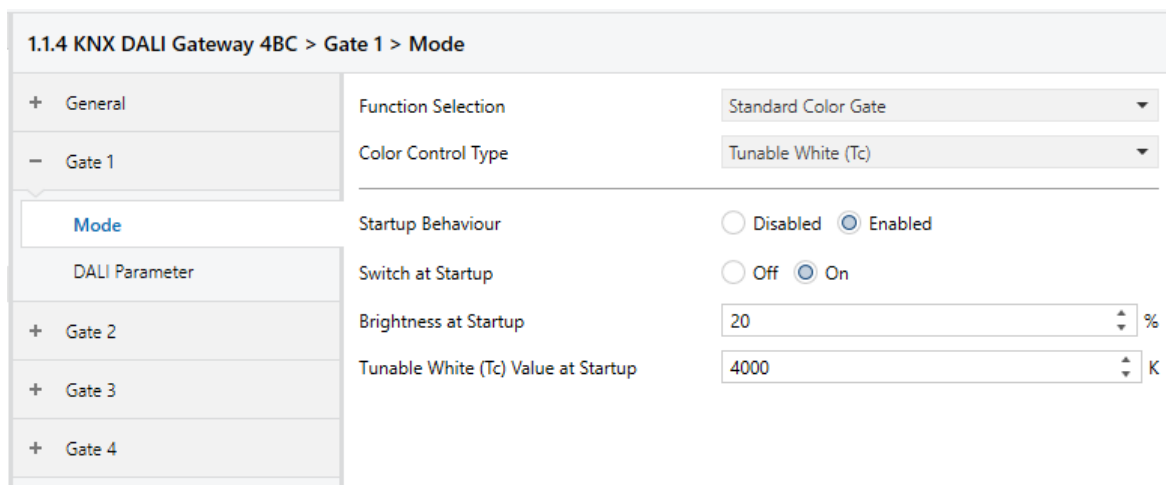 1.1.4 KNX DALI Gateway 4BC > Gate 1 > Mode
+ General
– Gate 1
Mode
DALI Parameter
+ Gate 2
+ Gate 3
+ Gate 4
Function Selection Standard Color Gate
Color Control Type Tunable White (Tc)
Startup Behaviour Disabled Enabled
Switch at Startup Off On
Brightness at Startup 20 %
Tunable White (Tc) Value at Startup 4000 K